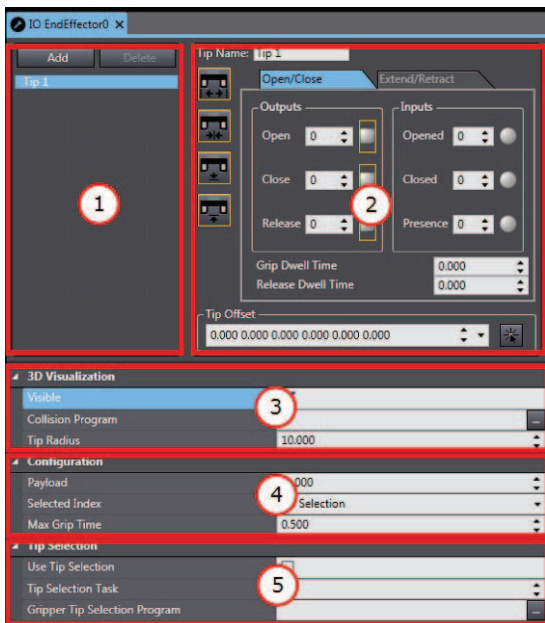 IO EndEffector0 ×
Add Delete
Tip 1
1
Tip Name: Tip 1
Open/Close Extend/Retract
Outputs Inputs
Open 0 Opened 0
Close 0 Closed 0
2
Release 0 Presence 0
Grip Dwell Time 0.000
Release Dwell Time 0.000
Tip Offset
0.000 0.000 0.000 0.000 0.000 0.000
3D Visualization
Visible
3
Collision Program ...
Tip Radius 10.000
Configuration
Payload
4
Selected Index Selection
Max Grip Time 0.500
Tip Selection
Use Tip Selection
5
Tip Selection Task
Gripper Tip Selection Program ...